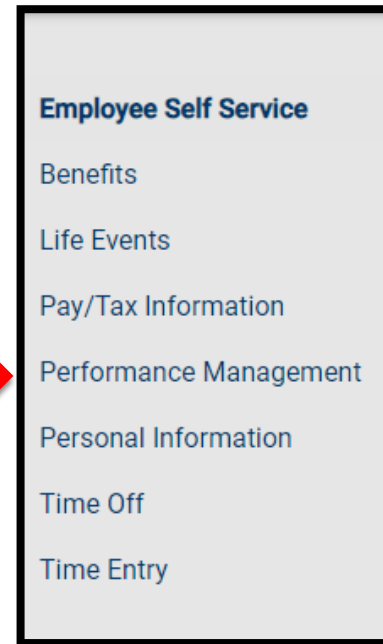 Employee Self Service
Benefits
Life Events
Pay/Tax Information
Performance Management
Personal Information
Time Off
Time Entry